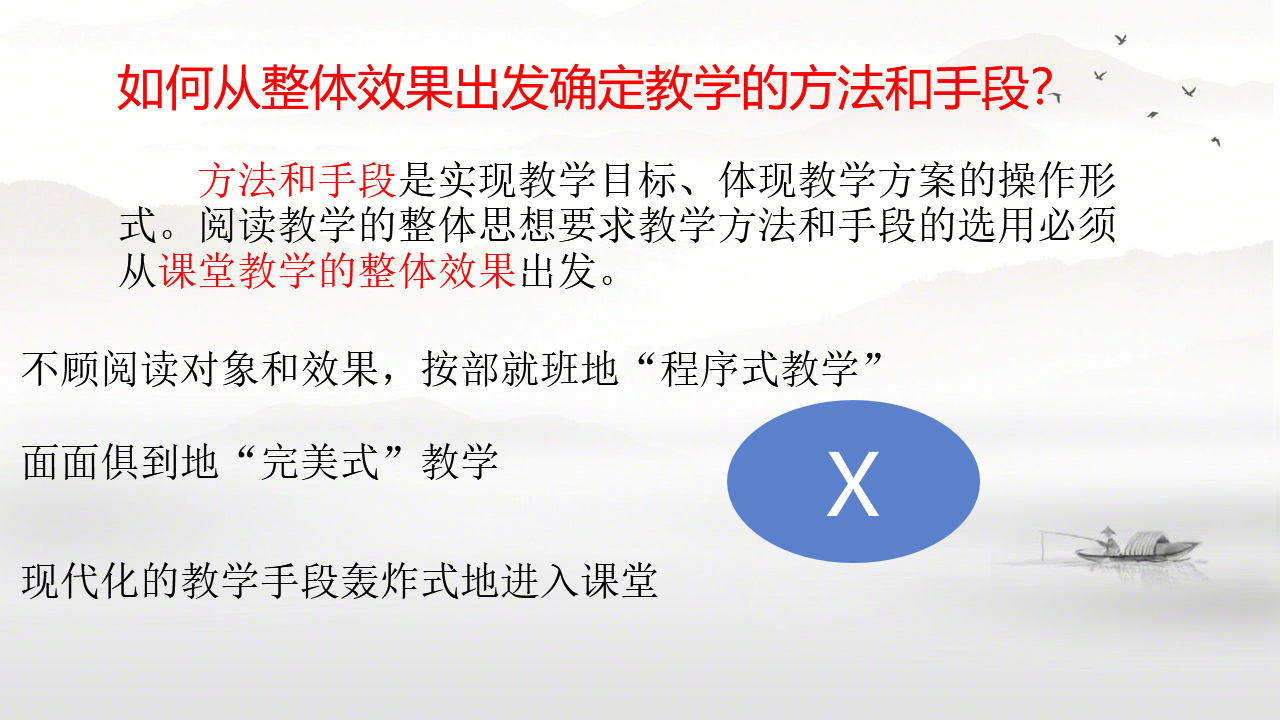 如何从整体效果出发确定教学的方法和手段？
方法和手段是实现教学目标、体现教学方案的操作形
式。阅读教学的整体思想要求教学方法和手段的选用必须
从课堂教学的整体效果出发。
不顾阅读对象和效果，按部就班地“程序式教学”
面面俱到地“完美式”教学
X
现代化的教学手段轰炸式地进入课堂